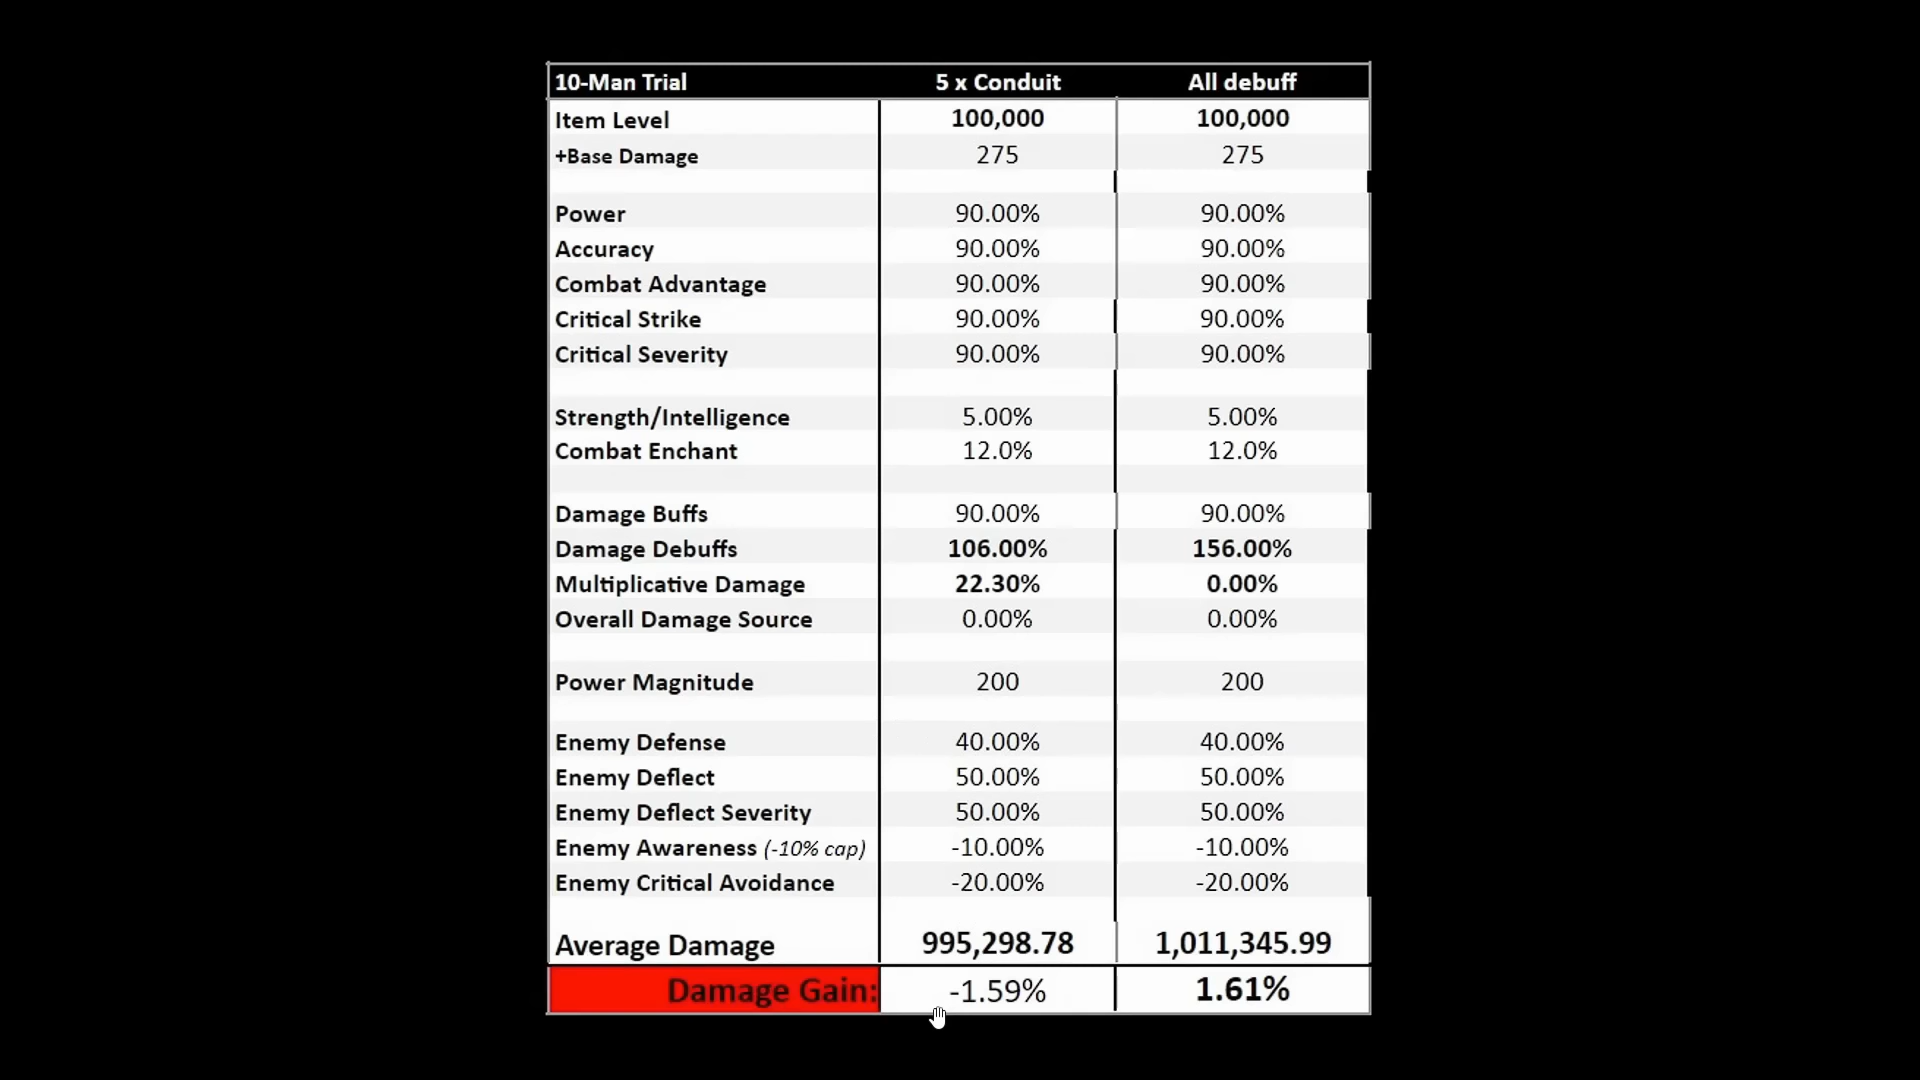 10-Man Trial 5 x Conduit All debuff
Item Level 100,000 100,000
+Base Damage 275 275
Power 90.00% 90.00%
Accuracy 90.00% 90.00%
Combat Advantage 90.00% 90.00%
Critical Strike 90.00% 90.00%
Critical Severity 90.00% 90.00%
Strength/Intelligence 5.00% 5.00%
Combat Enchant 12.0% 12.0%
Damage Buffs 90.00% 90.00%
Damage Debuffs 106.00% 156.00%
Multiplicative Damage 22.30% 0.00%
Overall Damage Source 0.00% 0.00%
Power Magnitude 200 200
Enemy Defense 40.00% 40.00%
Enemy Deflect 50.00% 50.00%
Enemy Deflect Severity 50.00% 50.00%
Enemy Awareness (-10% cap) -10.00% -10.00%
Enemy Critical Avoidance -20.00% -20.00%
Average Damage 995,298.78 1,011,345.99
Damage Gain: -1.59% 1.61%